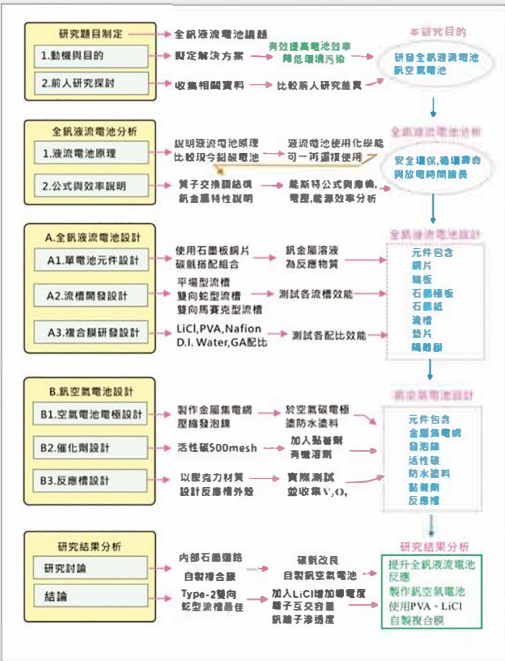 研究題目制定
全釩液流電池議題
1.動機與目的
擬定解決方案
有效提高電池效率
降低環境污染
2.前人研究探討
收集相關資料
比較前人研究差異
本研究目的
研發全釩液流電池
釩空氣電池
全釩液流電池分析
1.液流電池原理
說明液流電池原理
比較現今鉛酸電池
液流電池使用化學能
可一再重複使用
2.公式與效率說明
質子交換膜結構
釩金屬特性說明
能斯特公式與庫倫,
電壓,能源效率分析
全釩液流電池分析
安全環保,循環壽命
與放電時間論長
A.全釩液流電池設計
A1.單電池元件設計
使用石墨板銅片
碳氈搭配組合
釩金屬溶液
為反應物質
A2.流槽開發設計
平場型流槽
雙向蛇型流槽
雙向馬賽克型流槽
測試各流槽效能
A3.複合膜研發設計
LiCl,PVA,Nafion
D.I. Water,GA配比
測試各配比效能
全釩液流電池設計
元件包含
銅片
端板
石墨極板
石墨紙
流槽
墊片
隔離膜
B.釩空氣電池設計
B1.空氣電池電極設計
製作金屬集電網
壓縮發泡鎳
於空氣碳電極
塗防水塗料
B2.催化劑設計
活性碳500mesh
加入黏著劑
有機溶劑
B3.反應槽設計
以壓克力材質
設計反應槽外殼
實際測試
並收集V₂O₅
釩空氣電池設計
元件包含
金屬集電網
發泡鎳
活性碳
防水塗料
黏著劑
反應槽
研究結果分析
研究討論
內部石墨迴路
自製複合膜
碳氈改良
自製釩空氣電池
結論
Type-2雙向
蛇型流槽最佳
加入LiCl增加導電度
離子互交容量
釩離子滲透度
研究結果分析
提升全釩液流電池
反應
製作釩空氣電池
使用PVA、LiCl
自製複合膜